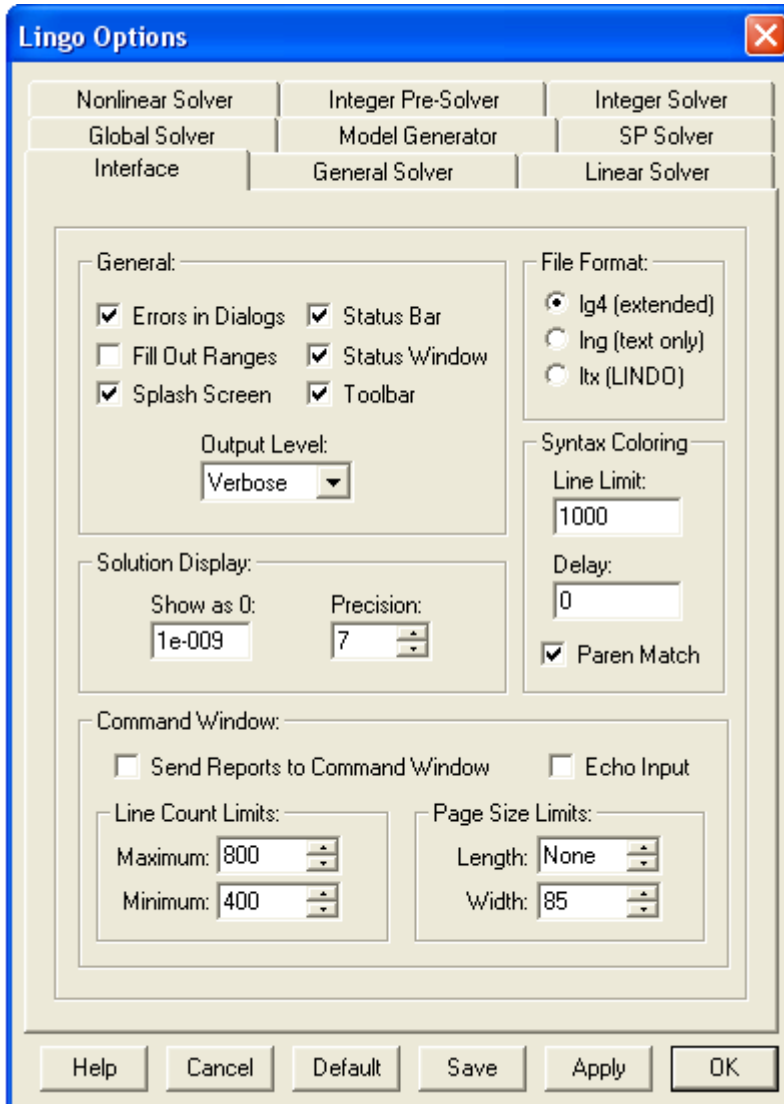 Lingo Options
Nonlinear Solver Integer Pre-Solver Integer Solver
Global Solver Model Generator SP Solver
Interface General Solver Linear Solver
General:
Errors in Dialogs Status Bar
Fill Out Ranges Status Window
Splash Screen Toolbar
Output Level:
Verbose
File Format:
lg4 (extended)
lng (text only)
ltx (LINDO)
Syntax Coloring
Line Limit:
1000
Delay:
0
Paren Match
Solution Display:
Show as 0: Precision:
1e-009 7
Command Window:
Send Reports to Command Window Echo Input
Line Count Limits:
Maximum: 800
Minimum: 400
Page Size Limits:
Length: None
Width: 85
Help Cancel Default Save Apply OK